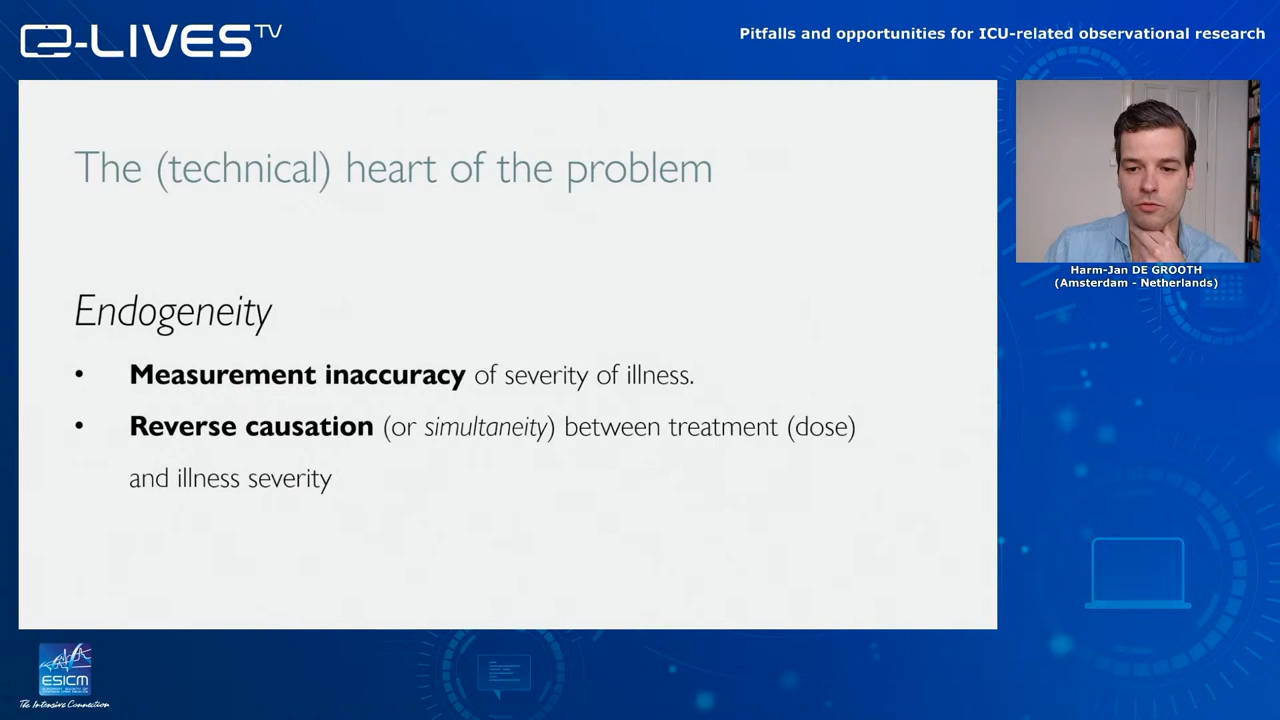 e-LIVES TV
Pitfalls and opportunities for ICU-related observational research
The (technical) heart of the problem
Endogeneity
• Measurement inaccuracy of severity of illness.
• Reverse causation (or simultaneity) between treatment (dose)
and illness severity
Harm-Jan DE GROOTH
(Amsterdam - Netherlands)
ESICM
The Intensive Connection